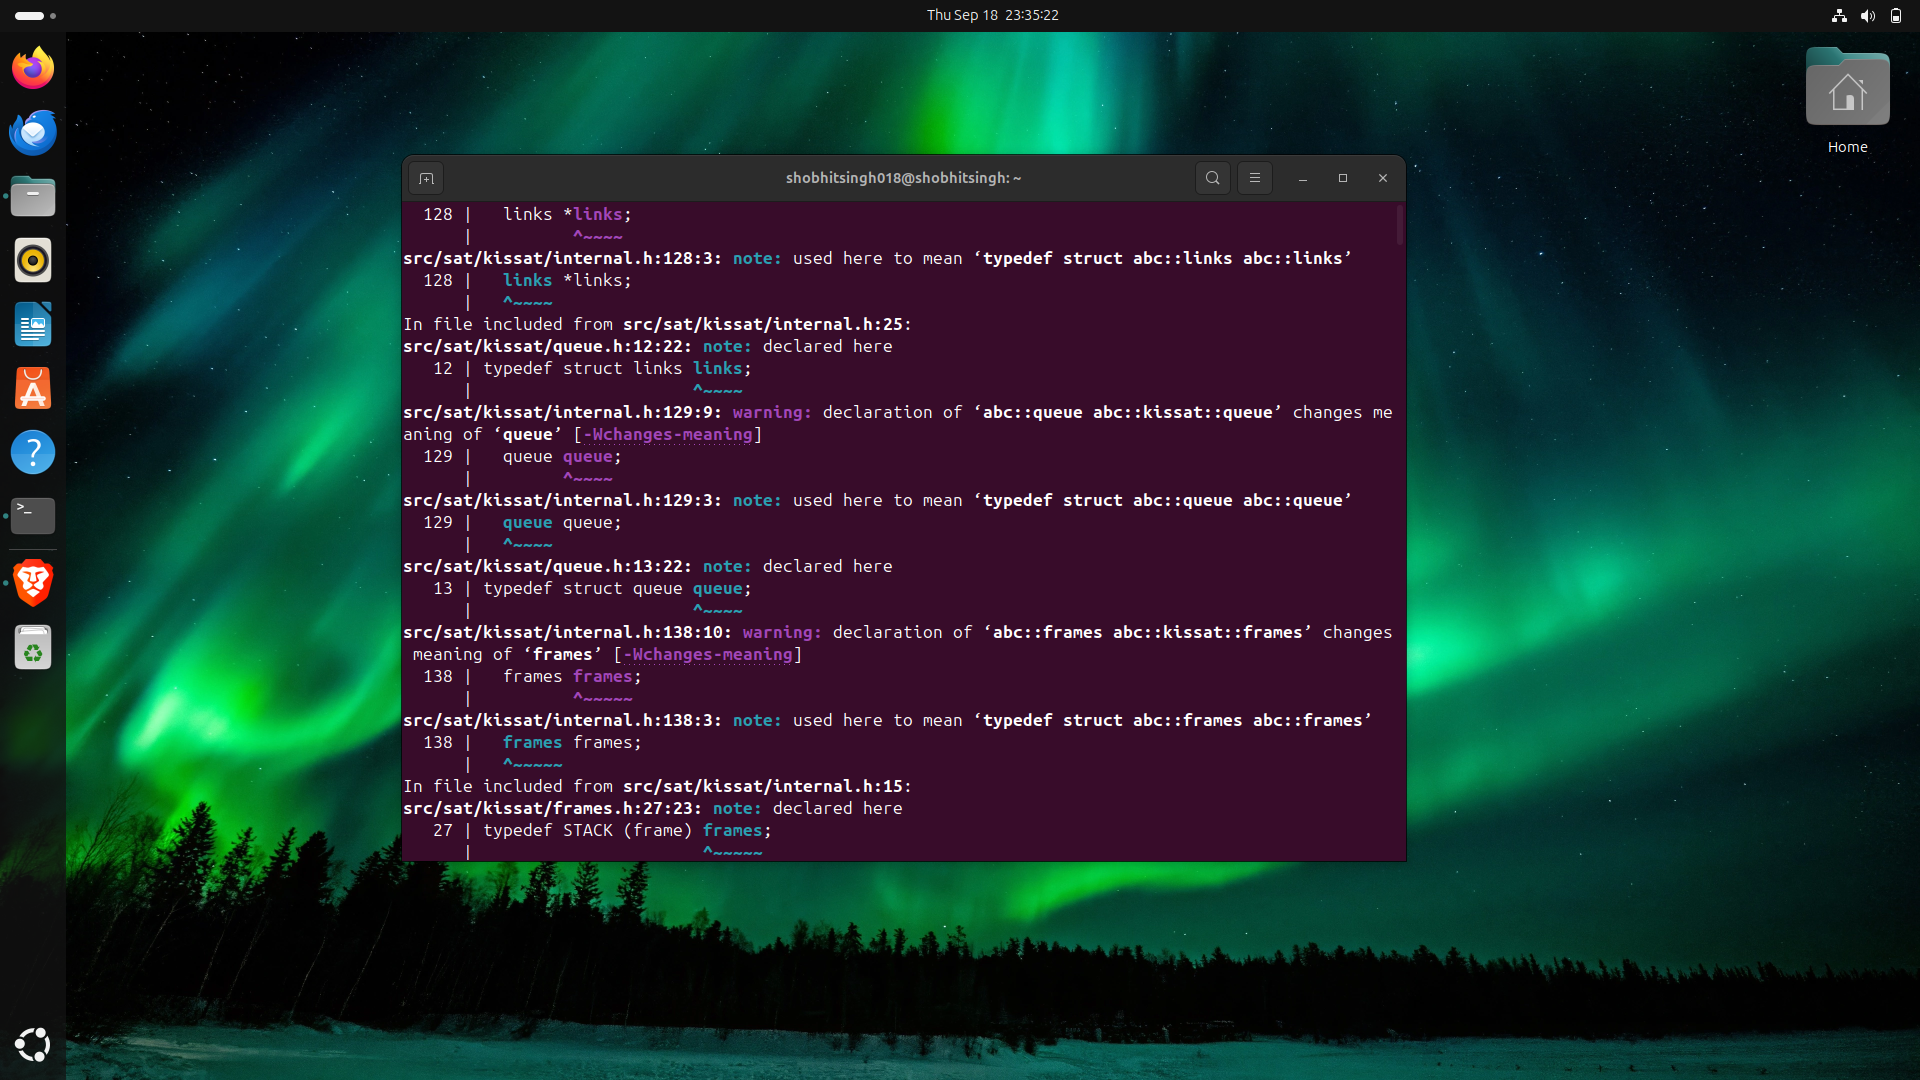 Thu Sep 18  23:35:22
Home
shobhitsingh018@shobhitsingh: ~
  128 |   links *links;
      |          ^~~~~
src/sat/kissat/internal.h:128:3: note: used here to mean ‘typedef struct abc::links abc::links’
  128 |   links *links;
      |   ^~~~~
In file included from src/sat/kissat/internal.h:25:
src/sat/kissat/queue.h:12:22: note: declared here
   12 | typedef struct links links;
      |                      ^~~~~
src/sat/kissat/internal.h:129:9: warning: declaration of ‘abc::queue abc::kissat::queue’ changes me
aning of ‘queue’ [-Wchanges-meaning]
  129 |   queue queue;
      |         ^~~~~
src/sat/kissat/internal.h:129:3: note: used here to mean ‘typedef struct abc::queue abc::queue’
  129 |   queue queue;
      |   ^~~~~
src/sat/kissat/queue.h:13:22: note: declared here
   13 | typedef struct queue queue;
      |                      ^~~~~
src/sat/kissat/internal.h:138:10: warning: declaration of ‘abc::frames abc::kissat::frames’ changes
 meaning of ‘frames’ [-Wchanges-meaning]
  138 |   frames frames;
      |          ^~~~~~
src/sat/kissat/internal.h:138:3: note: used here to mean ‘typedef struct abc::frames abc::frames’
  138 |   frames frames;
      |   ^~~~~~
In file included from src/sat/kissat/internal.h:15:
src/sat/kissat/frames.h:27:23: note: declared here
   27 | typedef STACK (frame) frames;
      |                       ^~~~~~